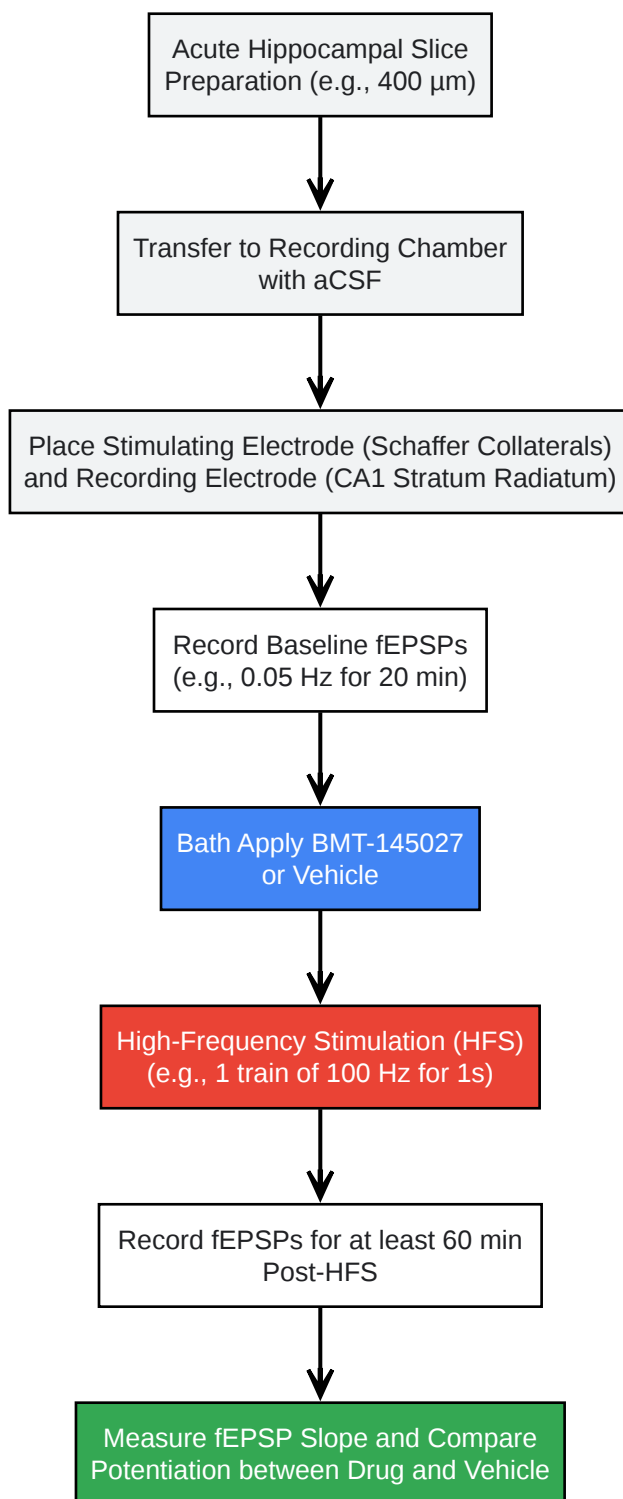 Acute Hippocampal Slice
Preparation (e.g., 400 µm)
Transfer to Recording Chamber
with aCSF
Place Stimulating Electrode (Schaffer Collaterals)
and Recording Electrode (CA1 Stratum Radiatum)
Record Baseline fEPSPs
(e.g., 0.05 Hz for 20 min)
Bath Apply BMT-145027
or Vehicle
High-Frequency Stimulation (HFS)
(e.g., 1 train of 100 Hz for 1s)
Record fEPSPs for at least 60 min
Post-HFS
Measure fEPSP Slope and Compare
Potentiation between Drug and Vehicle